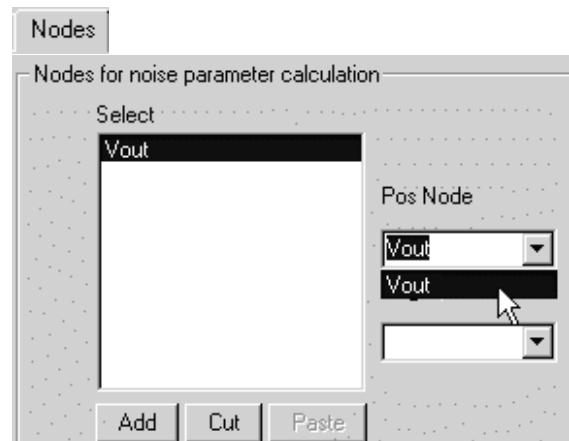 Nodes
Nodes for noise parameter calculation
Select
Vout
Pos Node
Vout
Vout
Add Cut Paste